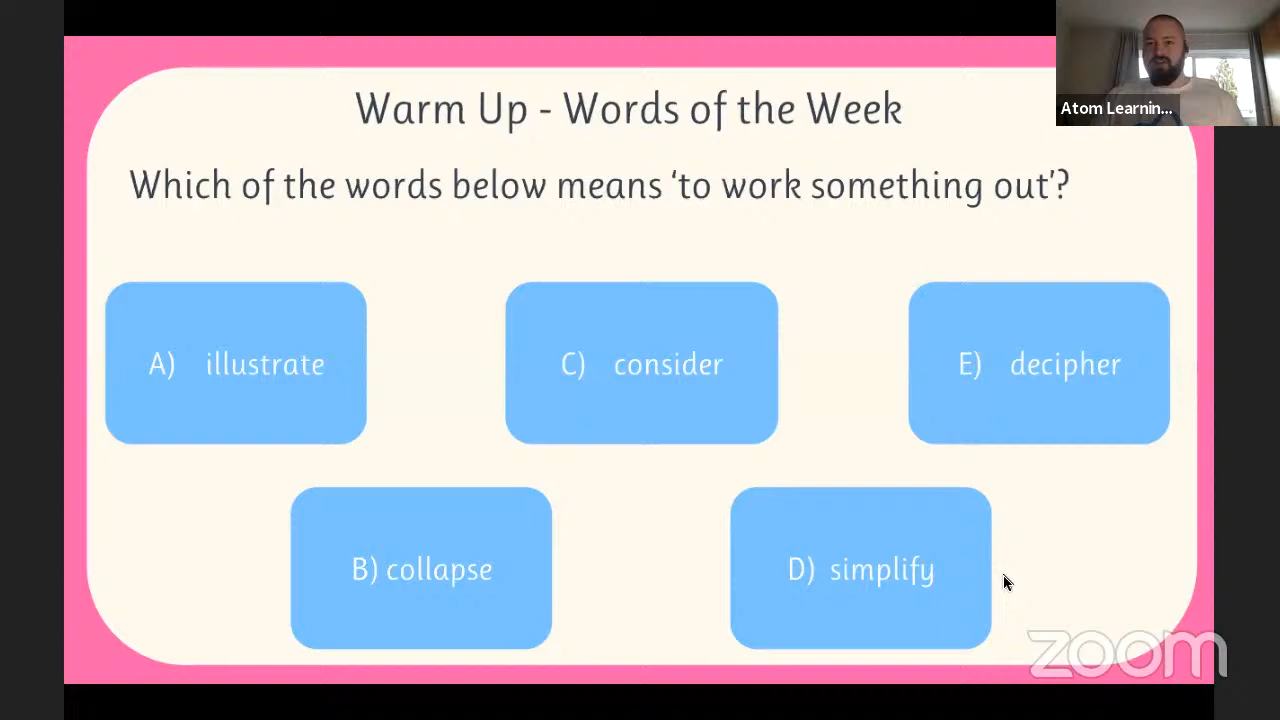 Warm Up - Words of the Week
Atom Learnin...
Which of the words below means ‘to work something out’?
A) illustrate
C) consider
E) decipher
B) collapse
D) simplify
zoom